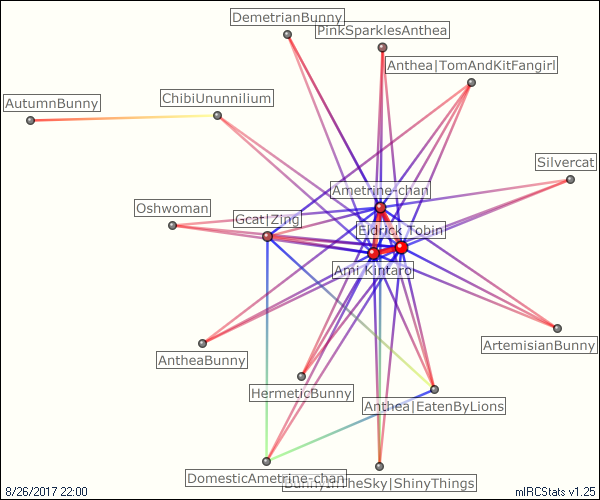 DemetrianBunny
PinkSparklesAnthea
Anthea|TomAndKitFangirl
AutumnBunny
ChibiUnunnilium
Silvercat
Ametrine-chan
Oshwoman
Gcat|Zing
Eldrick_Tobin
Ami_Kintaro
AntheaBunny
ArtemisianBunny
HermeticBunny
Anthea|EatenByLions
DomesticAmetrine-chan
BunnyInTheSky|ShinyThings
8/26/2017 22:00
mIRCStats v1.25